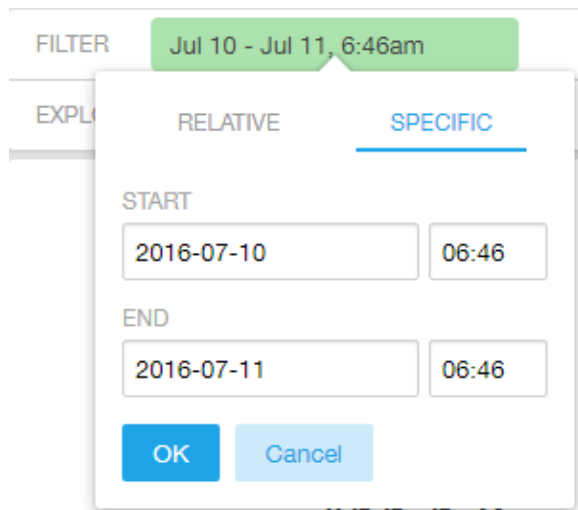 FILTER Jul 10 - Jul 11, 6:46am
EXPL
RELATIVE SPECIFIC
START
2016-07-10 06:46
END
2016-07-11 06:46
OK Cancel